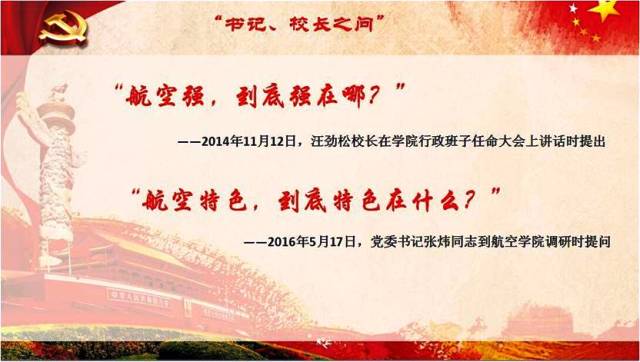 “书记、校长之问”
“航空强，到底强在哪？”
——2014年11月12日，汪劲松校长在学院行政班子任命大会上讲话时提出
“航空特色，到底特色在什么？”
——2016年5月17日，党委书记张炜同志到航空学院调研时提问